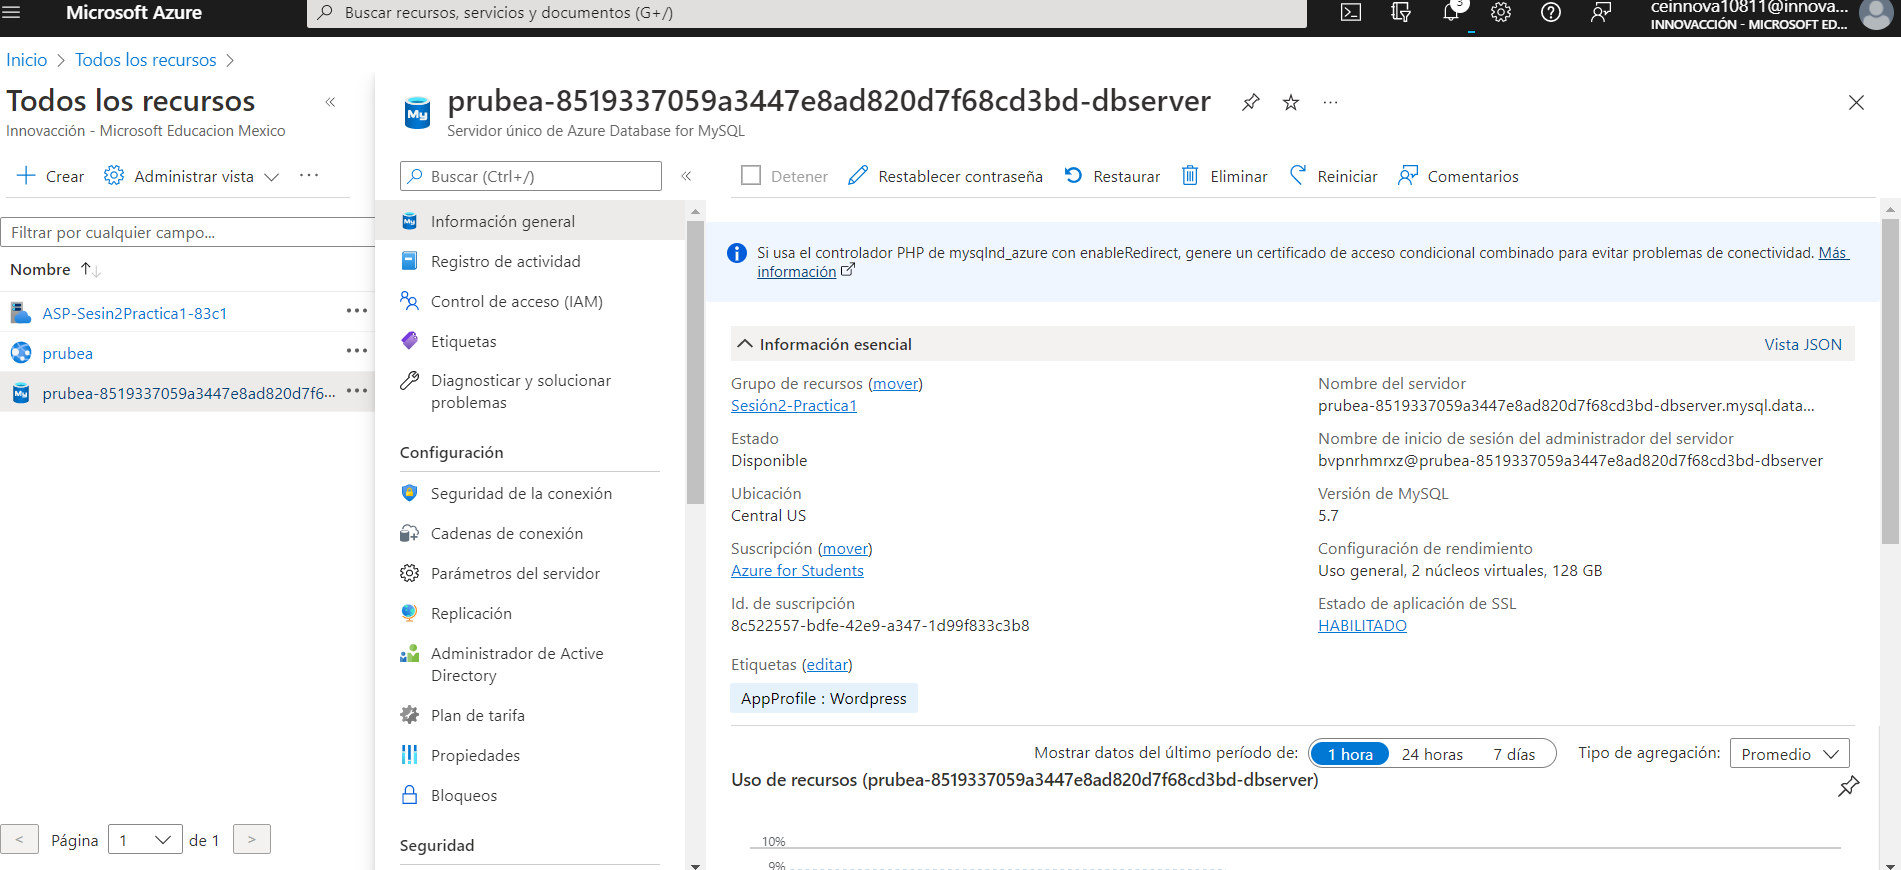 Microsoft Azure
Buscar recursos, servicios y documentos (G+/)
3
ceinnova10811@innova...
INNOVACCIÓN - MICROSOFT ED...
Inicio > Todos los recursos >
Todos los recursos
Innovacción - Microsoft Educacion Mexico
Crear
Administrar vista
Filtrar por cualquier campo...
Nombre
ASP-Sesin2Practica1-83c1
prubea
prubea-8519337059a3447e8ad820d7f6...
< Página 1 de 1 >
prubea-8519337059a3447e8ad820d7f68cd3bd-dbserver
Servidor único de Azure Database for MySQL
Buscar (Ctrl+/)
Información general
Registro de actividad
Control de acceso (IAM)
Etiquetas
Diagnosticar y solucionar
problemas
Configuración
Seguridad de la conexión
Cadenas de conexión
Parámetros del servidor
Replicación
Administrador de Active
Directory
Plan de tarifa
Propiedades
Bloqueos
Seguridad
Detener
Restablecer contraseña
Restaurar
Eliminar
Reiniciar
Comentarios
Si usa el controlador PHP de mysqlnd_azure con enableRedirect, genere un certificado de acceso condicional combinado para evitar problemas de conectividad. Más
información
Información esencial
Vista JSON
Grupo de recursos (mover)
Sesión2-Practica1
Estado
Disponible
Ubicación
Central US
Suscripción (mover)
Azure for Students
Id. de suscripción
8c522557-bdfe-42e9-a347-1d99f833c3b8
Etiquetas (editar)
AppProfile : Wordpress
Nombre del servidor
prubea-8519337059a3447e8ad820d7f68cd3bd-dbserver.mysql.data...
Nombre de inicio de sesión del administrador del servidor
bvpnrhmrxz@prubea-8519337059a3447e8ad820d7f68cd3bd-dbserver
Versión de MySQL
5.7
Configuración de rendimiento
Uso general, 2 núcleos virtuales, 128 GB
Estado de aplicación de SSL
HABILITADO
Mostrar datos del último período de: 1 hora 24 horas 7 días
Tipo de agregación: Promedio
Uso de recursos (prubea-8519337059a3447e8ad820d7f68cd3bd-dbserver)
10%
9%